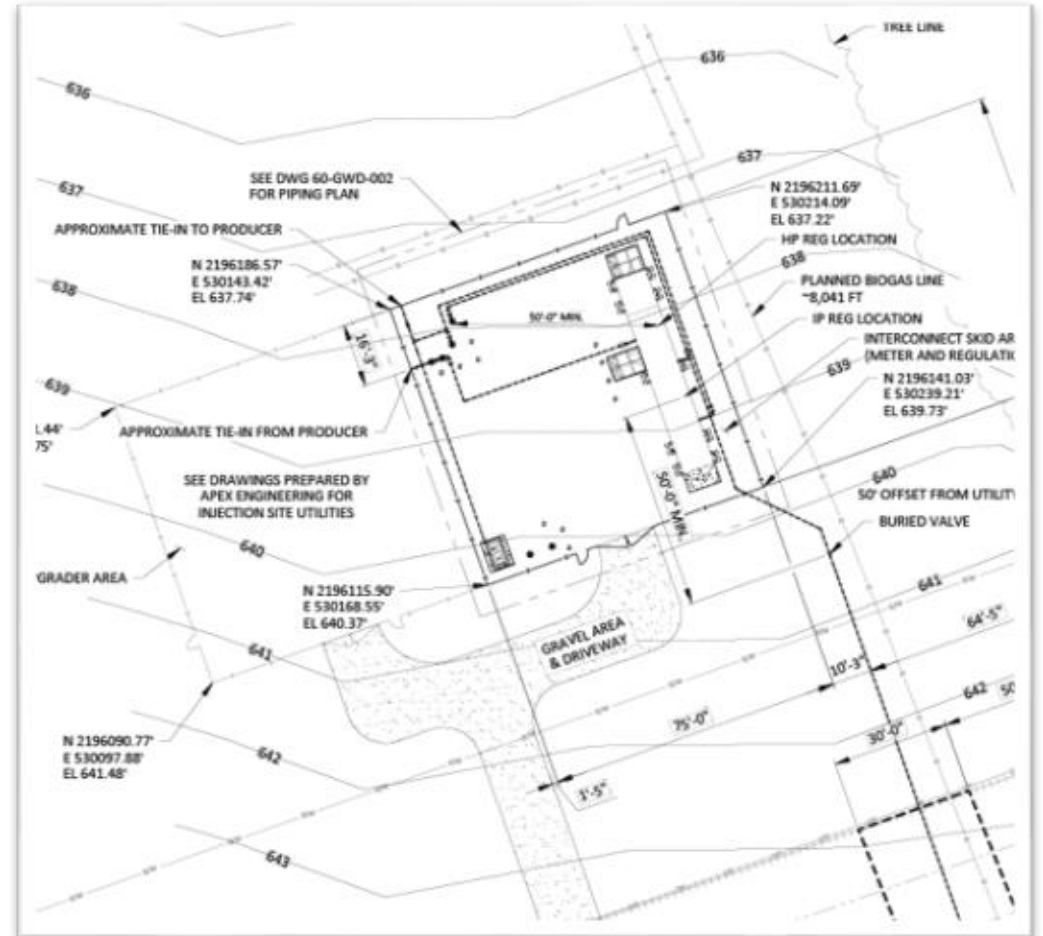 TREE LINE
636
636
637
SEE DWG 60-GWD-002
FOR PIPING PLAN
637
N 2196211.69'
E 530214.09'
EL 637.22'
APPROXIMATE TIE-IN TO PRODUCER
HP REG LOCATION
N 2196186.57'
E 530143.42'
EL 637.74'
638
638
PLANNED BIOGAS LINE
~8,041 FT
50'-0" MIN.
IP REG LOCATION
16'-3"
INTERCONNECT SKID AR
(METER AND REGULATI
639
639
N 2196141.03'
E 530239.21'
EL 639.73'
.44'
75'
APPROXIMATE TIE-IN FROM PRODUCER
SEE DRAWINGS PREPARED BY
APEX ENGINEERING FOR
INJECTION SITE UTILITIES
50'-0" MIN.
640
50' OFFSET FROM UTILIT
BURIED VALVE
640
GRADER AREA
N 2196115.90'
E 530168.55'
EL 640.37'
641
641
GRAVEL AREA
& DRIVEWAY
64'-5"
10'-3"
642
50
75'-0"
30'-0"
N 2196090.77'
E 530097.88'
EL 641.48'
642
1'-5"
643